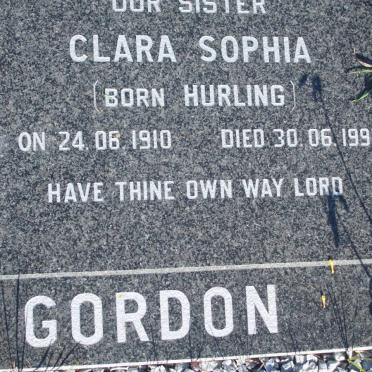 OUR SISTER
CLARA SOPHIA
(BORN HURLING)
ON 24.06.1910 DIED 30.06.199
HAVE THINE OWN WAY LORD
GORDON